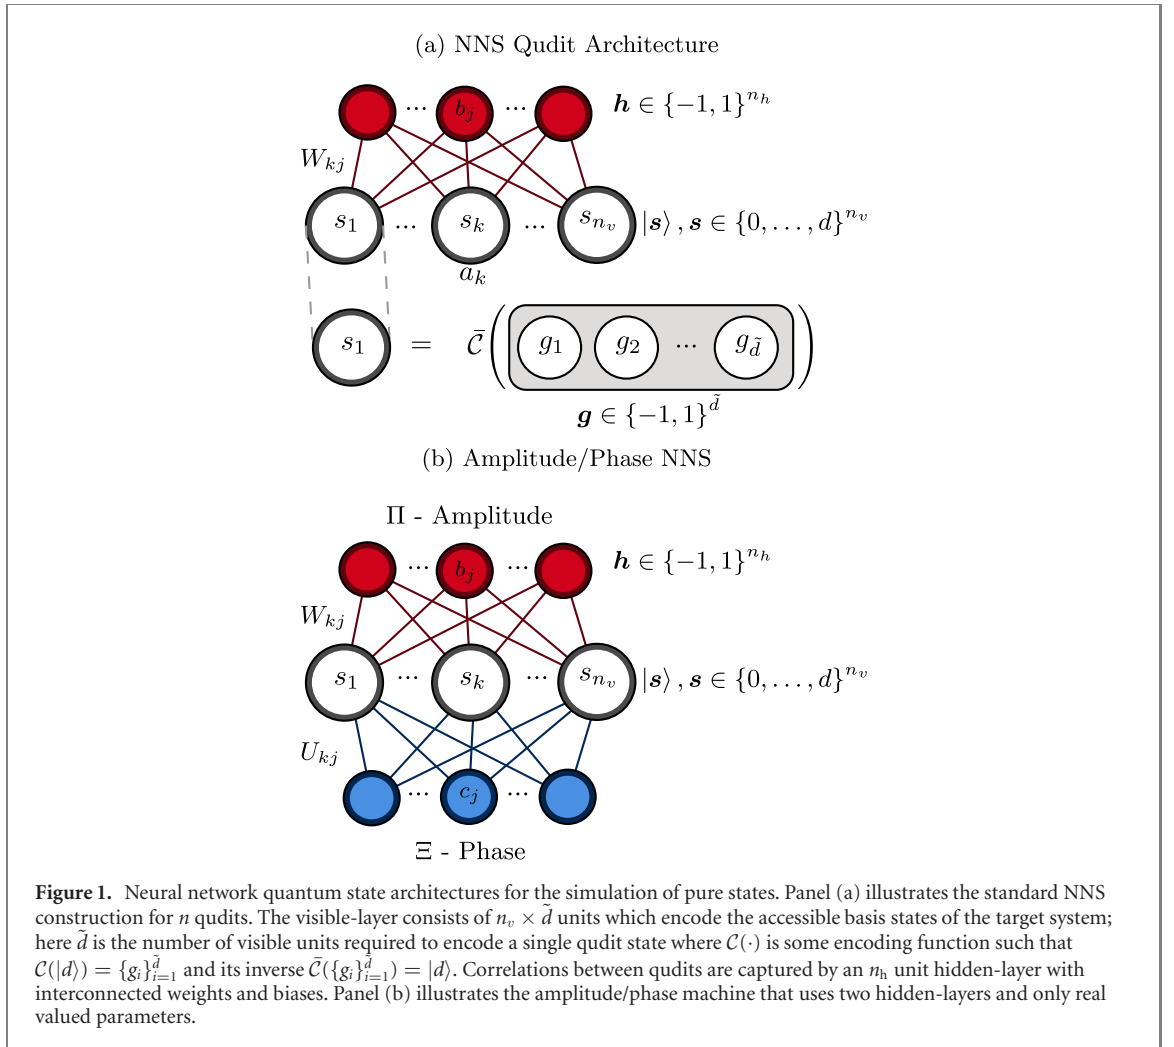 (a) NNS Qudit Architecture
... b_j ... h ∈ {−1, 1}^{n_h}
W_{kj}
s_1 ... s_k ... s_{n_v} |s⟩ , s ∈ {0, . . . , d}^{n_v}
a_k
s_1 = C̄ ( g_1 g_2 ... g_{d̃} )
g ∈ {−1, 1}^{d̃}
(b) Amplitude/Phase NNS
Π - Amplitude
... b_j ... h ∈ {−1, 1}^{n_h}
W_{kj}
s_1 ... s_k ... s_{n_v} |s⟩ , s ∈ {0, . . . , d}^{n_v}
U_{kj}
... c_j ...
Ξ - Phase
Figure 1. Neural network quantum state architectures for the simulation of pure states. Panel (a) illustrates the standard NNS
construction for n qudits. The visible-layer consists of n_v × d̃ units which encode the accessible basis states of the target system;
here d̃ is the number of visible units required to encode a single qudit state where C(·) is some encoding function such that
C(|d⟩) = {g_i}_{i=1}^{d̃} and its inverse C̄({g_i}_{i=1}^{d̃}) = |d⟩. Correlations between qudits are captured by an n_h unit hidden-layer with
interconnected weights and biases. Panel (b) illustrates the amplitude/phase machine that uses two hidden-layers and only real
valued parameters.